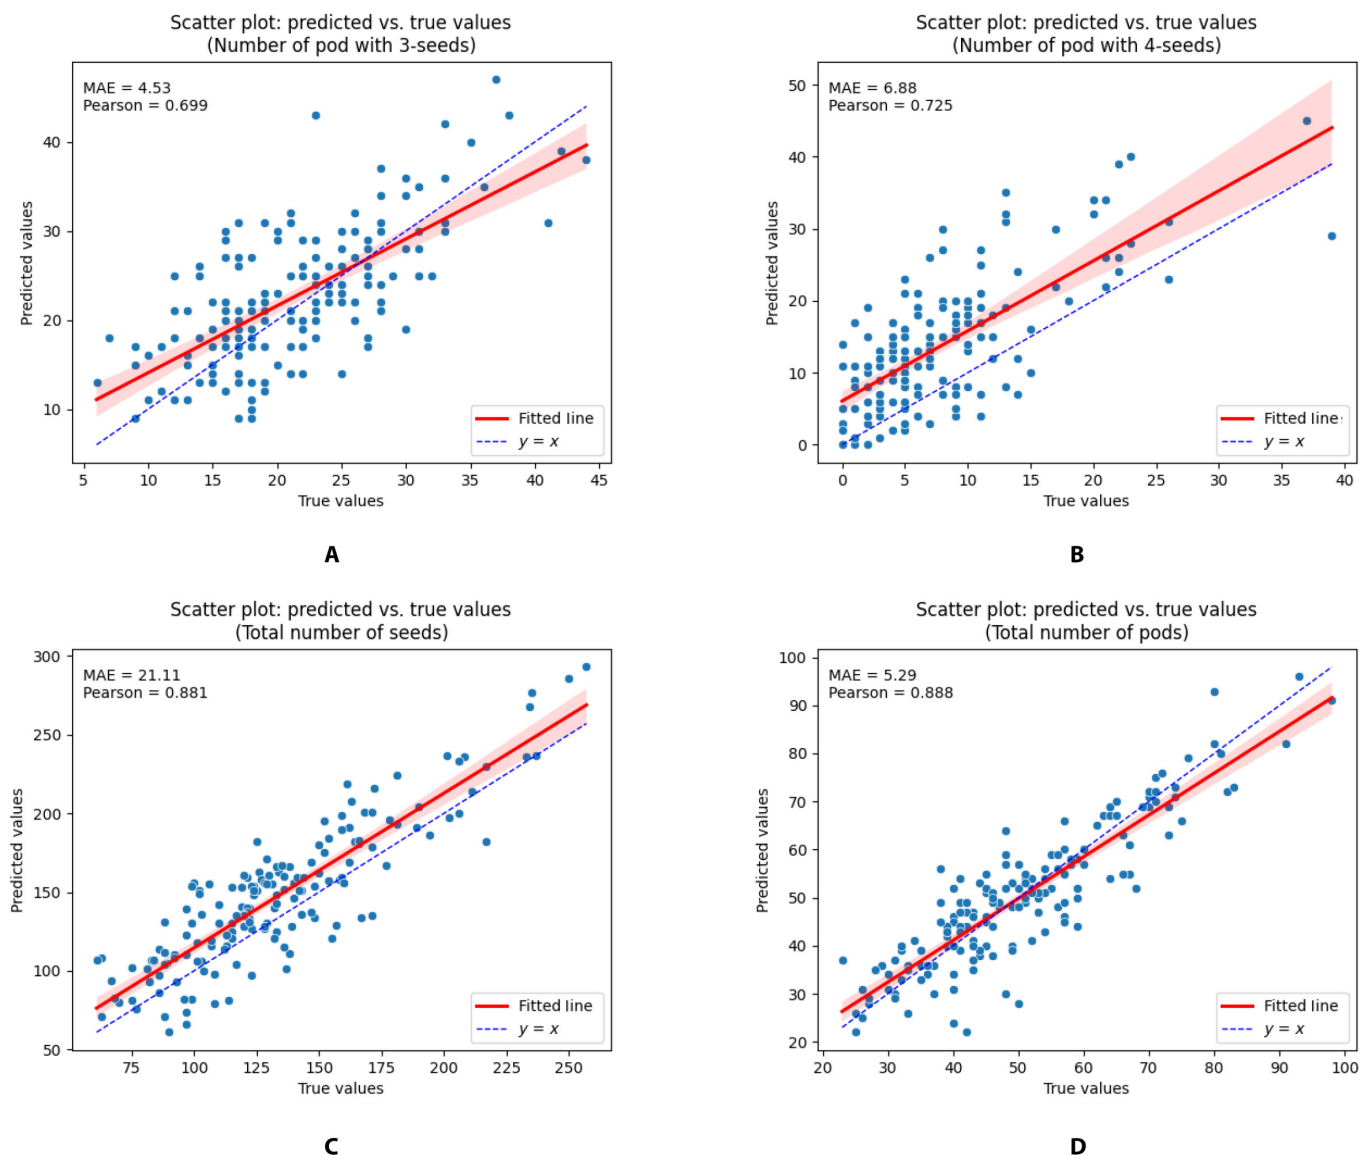 Scatter plot: predicted vs. true values
(Number of pod with 3-seeds)
MAE = 4.53
Pearson = 0.699
40
30
20
10
Predicted values
5 10 15 20 25 30 35 40 45
True values
Fitted line
y = x
A
Scatter plot: predicted vs. true values
(Number of pod with 4-seeds)
MAE = 6.88
Pearson = 0.725
50
40
30
20
10
0
Predicted values
0 5 10 15 20 25 30 35 40
True values
Fitted line
y = x
B
Scatter plot: predicted vs. true values
(Total number of seeds)
MAE = 21.11
Pearson = 0.881
300
250
200
150
100
50
Predicted values
75 100 125 150 175 200 225 250
True values
Fitted line
y = x
C
Scatter plot: predicted vs. true values
(Total number of pods)
MAE = 5.29
Pearson = 0.888
100
90
80
70
60
50
40
30
20
Predicted values
20 30 40 50 60 70 80 90 100
True values
Fitted line
y = x
D